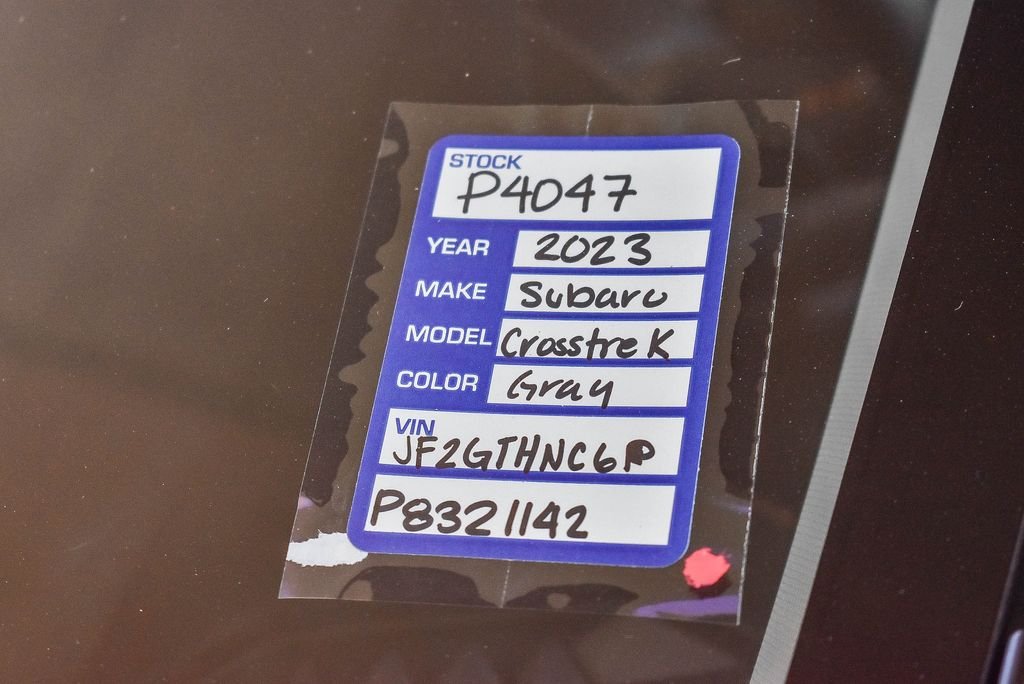 STOCK
P4047
YEAR 2023
MAKE Subaru
MODEL Crosstrek
COLOR Gray
VIN
JF2GTHNC6P
P8321142